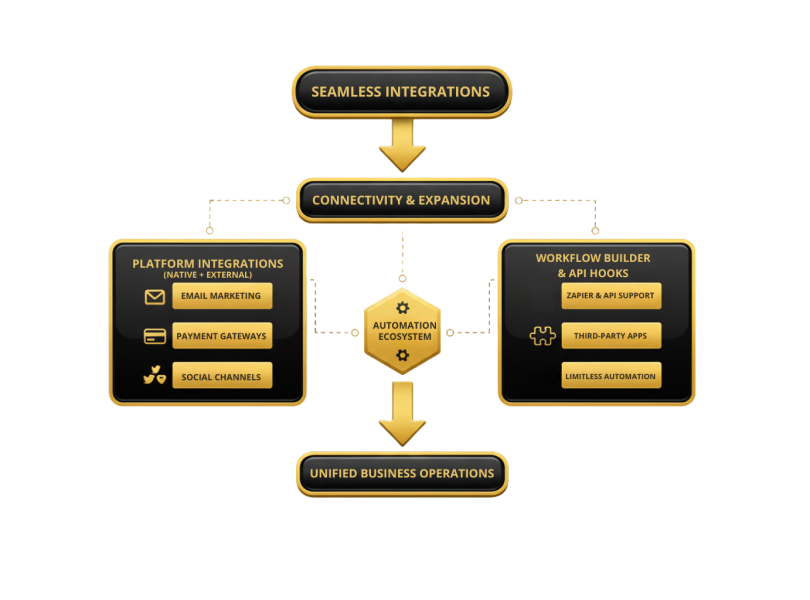 SEAMLESS INTEGRATIONS
CONNECTIVITY & EXPANSION
PLATFORM INTEGRATIONS
(NATIVE + EXTERNAL)
EMAIL MARKETING
PAYMENT GATEWAYS
SOCIAL CHANNELS
AUTOMATION
ECOSYSTEM
WORKFLOW BUILDER
& API HOOKS
ZAPIER & API SUPPORT
THIRD-PARTY APPS
LIMITLESS AUTOMATION
UNIFIED BUSINESS OPERATIONS